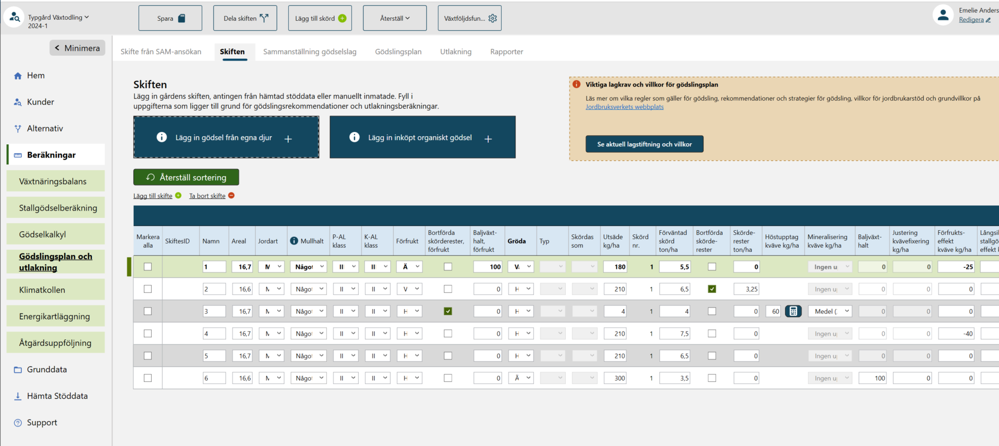 Typgård Växtodling
2024-1
Spara
Dela skiften
Lägg till skörd
Återställ
Växtföljdsfun...
Emelie Anders
Redigera
Minimera
Hem
Kunder
Alternativ
Beräkningar
Växtnäringsbalans
Stallgödselberäkning
Gödselkalkyl
Gödslingsplan och
utlakning
Klimatkollen
Energikartläggning
Åtgärdsuppföljning
Grunddata
Hämta Stöddata
Support
Skifte från SAM-ansökan Skiften Sammanställning gödselslag Gödslingsplan Utlakning Rapporter
Skiften
Lägg in gårdens skiften, antingen från hämtad stöddata eller manuellt inmatade. Fyll i
uppgifterna som ligger till grund för gödslingsrekommendationer och utlakningsberäkningar.
Lägg in gödsel från egna djur +
Lägg in inköpt organiskt gödsel +
Viktiga lagkrav och villkor för gödslingsplan
Läs mer om vilka regler som gäller för gödsling, rekommendationer och strategier för gödsling, villkor för jordbrukarstöd och grundvillkor på
Jordbruksverkets webbplats
Se aktuell lagstiftning och villkor
Återställ sortering
Lägg till skifte Ta bort skifte
Markera
alla
SkiftesID
Namn
Areal
Jordart
Mullhalt
P-AL
klass
K-AL
klass
Förfrukt
Bortförda
skörderester,
förfrukt
Baljväxt-
halt,
förfrukt
Gröda
Typ
Skördas
som
Utsäde
kg/ha
Skörd
nr.
Förväntad
skörd
ton/ha
Bortförda
skörde-
rester
Skörde-
rester
ton/ha
Höstupptag
kväve kg/ha
Mineralisering
kväve kg/ha
Baljväxt-
halt
Justering
kvävefixering
kg/ha
Förfrukts-
effekt
kväve kg/ha
Långsi
stallgö
effekt k
1 16,7 Någo II II Ä 100 V 180 1 5,5 0 Ingen u 0 0 -25
2 16,6 Någo II II V 0 H 210 1 6,5 3,25 Ingen u 0 0 0
3 16,7 Någo II II H 0 H 4 1 4 0 60 Medel ( 0 0 0
4 16,7 Någo II II H 0 H 210 1 7,5 0 Ingen u 0 0 -40
5 16,7 Någo II II H 0 H 210 1 6,5 0 Ingen u 0 0 0
6 16,6 Någo II II H 0 Ä 300 1 3,5 0 Ingen u 100 0 0